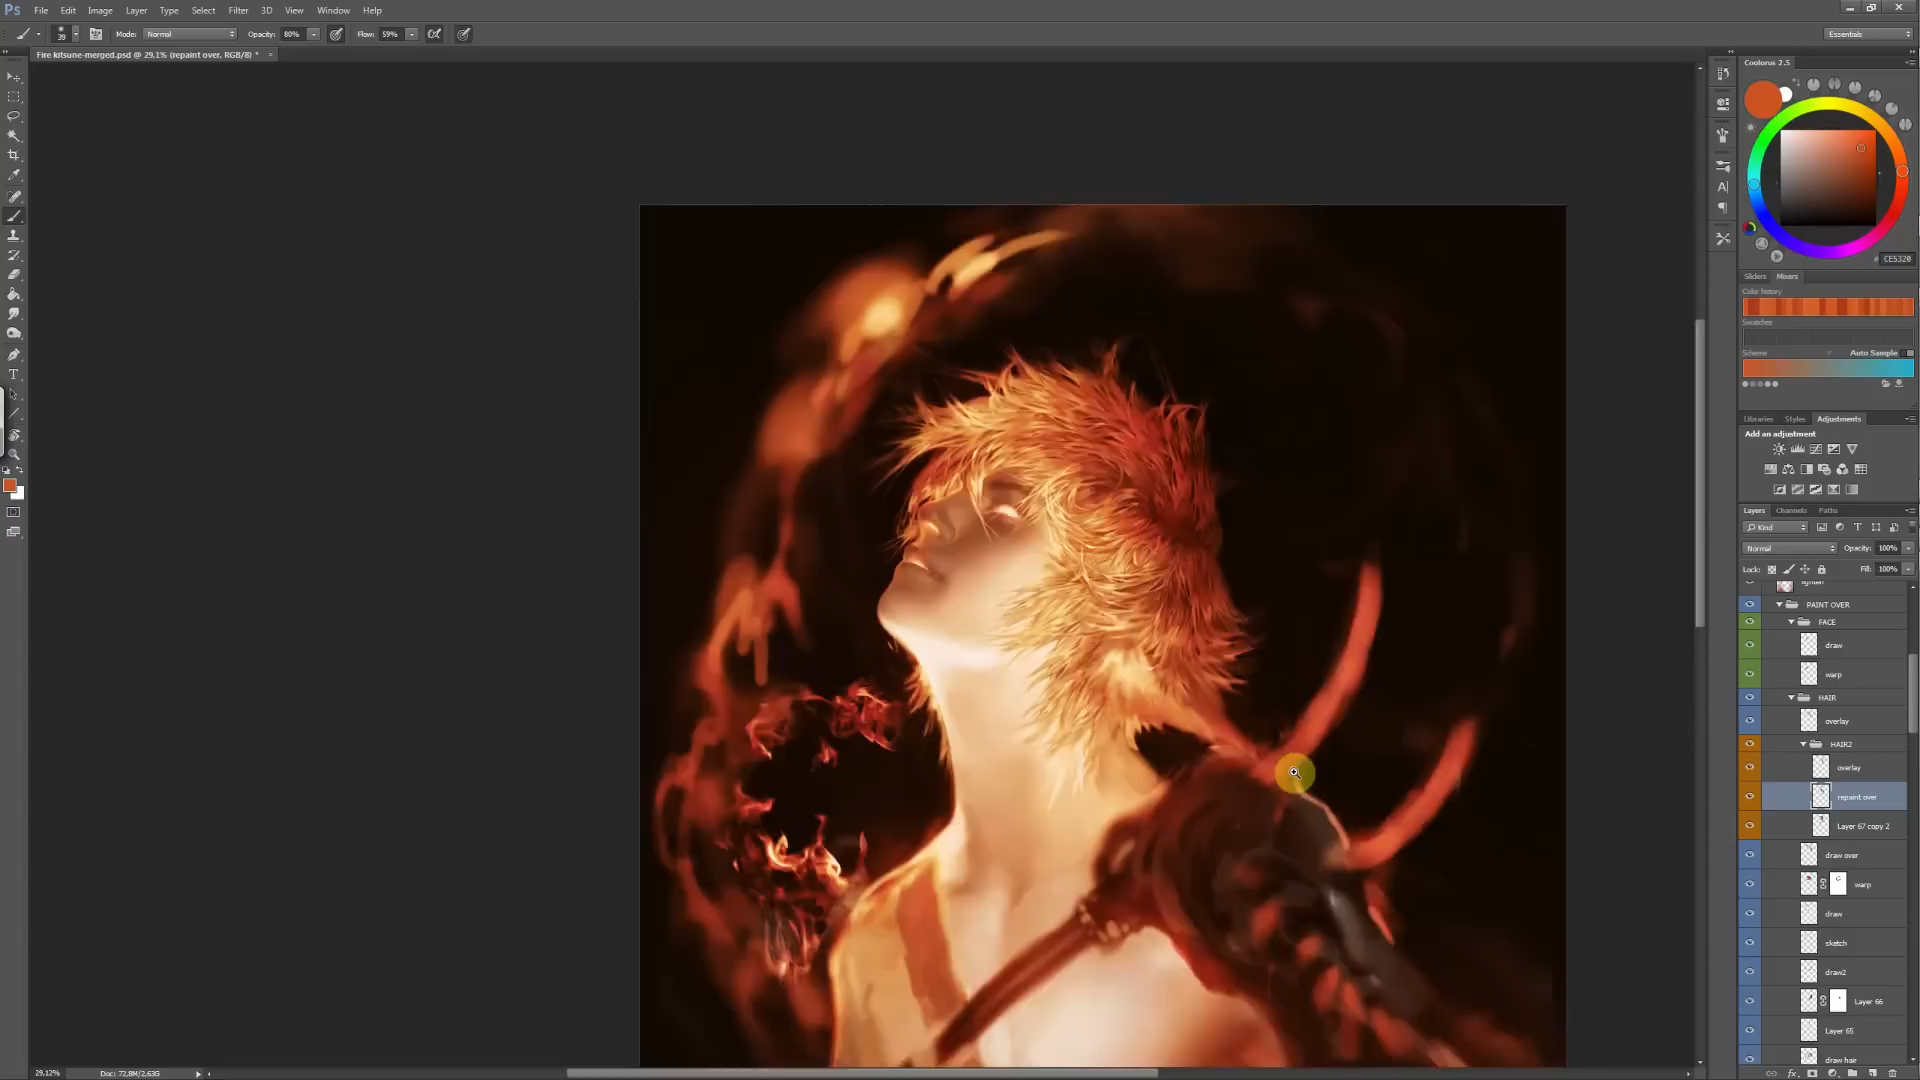 Ps File Edit Image Layer Type Select Filter 3D View Window Help
39 Mode: Normal Opacity: 80% Flow: 59% Essentials
Fire kitsune-merged.psd @ 29,1% (repaint over, RGB/8) * ×
Coolorus 2.5
# CE5320
Sliders Mixers
Color history
Swatches
Scheme Auto Sample
Libraries Styles Adjustments
Add an adjustment
Layers Channels Paths
Kind
Normal Opacity: 100%
Lock: Fill: 100%
PAINT OVER
FACE
draw
warp
HAIR
overlay
HAIR2
overlay
repaint over
Layer 67 copy 2
draw over
warp
draw
sketch
draw2
Layer 66
Layer 65
draw hair
29,12% Doc: 72,8M/2,63G